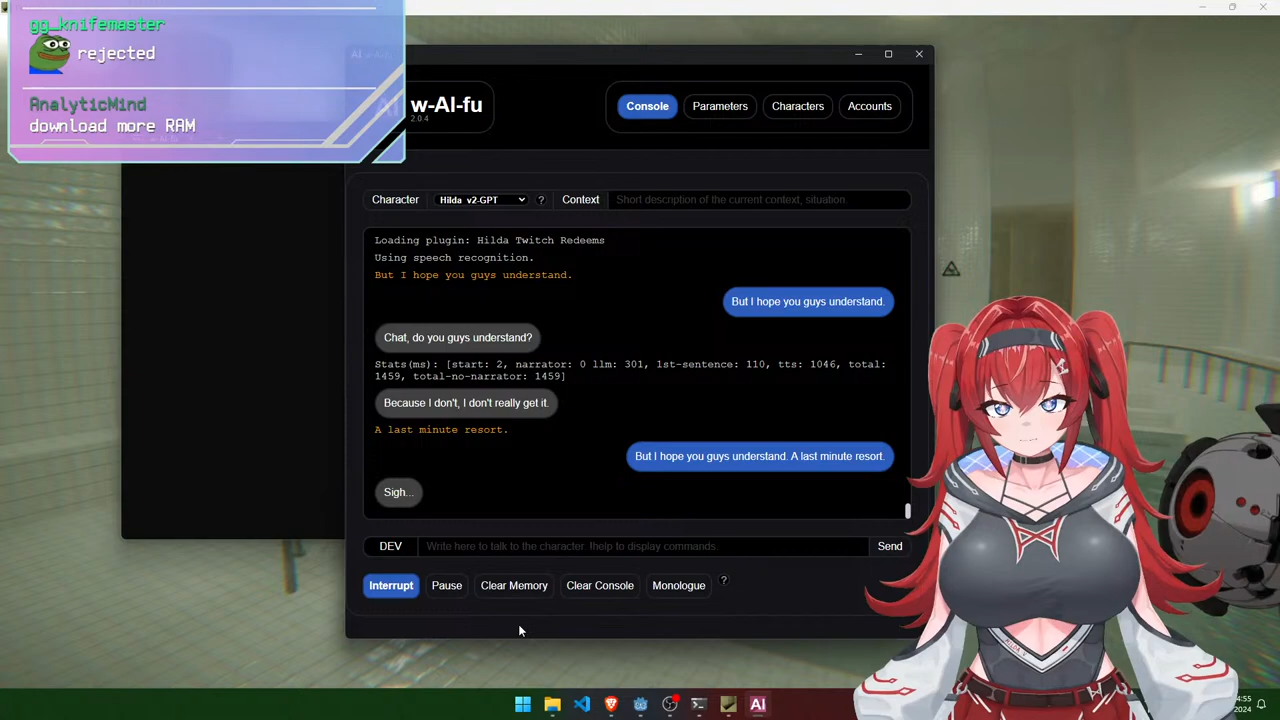 gg_knifemaster
rejected
AnalyticMind
download more RAM
w-AI-fu
2.0.4
Console
Parameters
Characters
Accounts
Character
Hilda v2-GPT
?
Context
Short description of the current context, situation.
Loading plugin: Hilda Twitch Redeems
Using speech recognition.
But I hope you guys understand.
But I hope you guys understand.
Chat, do you guys understand?
Stats(ms): [start: 2, narrator: 0 llm: 301, 1st-sentence: 110, tts: 1046, total:
1459, total-no-narrator: 1459]
Because I don't, I don't really get it.
A last minute resort.
But I hope you guys understand. A last minute resort.
Sigh...
DEV
Write here to talk to the character. !help to display commands.
Send
Interrupt
Pause
Clear Memory
Clear Console
Monologue
?
AI
:55
2024